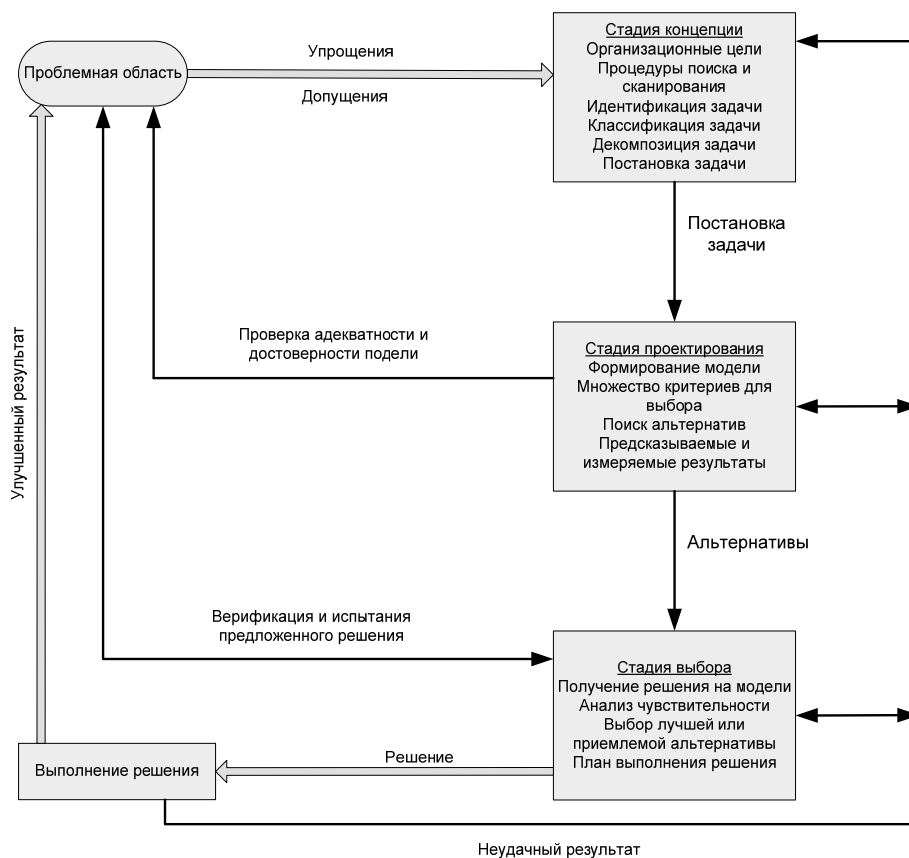 Проблемная область
Упрощения
Допущения
Стадия концепции
Организационные цели
Процедуры поиска и
сканирования
Идентификация задачи
Классификация задачи
Декомпозиция задачи
Постановка задачи
Постановка
задачи
Проверка адекватности и
достоверности подели
Стадия проектирования
Формирование модели
Множество критериев для
выбора
Поиск альтернатив
Предсказываемые и
измеряемые результаты
Улучшенный результат
Альтернативы
Верификация и испытания
предложенного решения
Стадия выбора
Получение решения на модели
Анализ чувствительности
Выбор лучшей или
приемлемой альтернативы
План выполнения решения
Решение
Выполнение решения
Неудачный результат